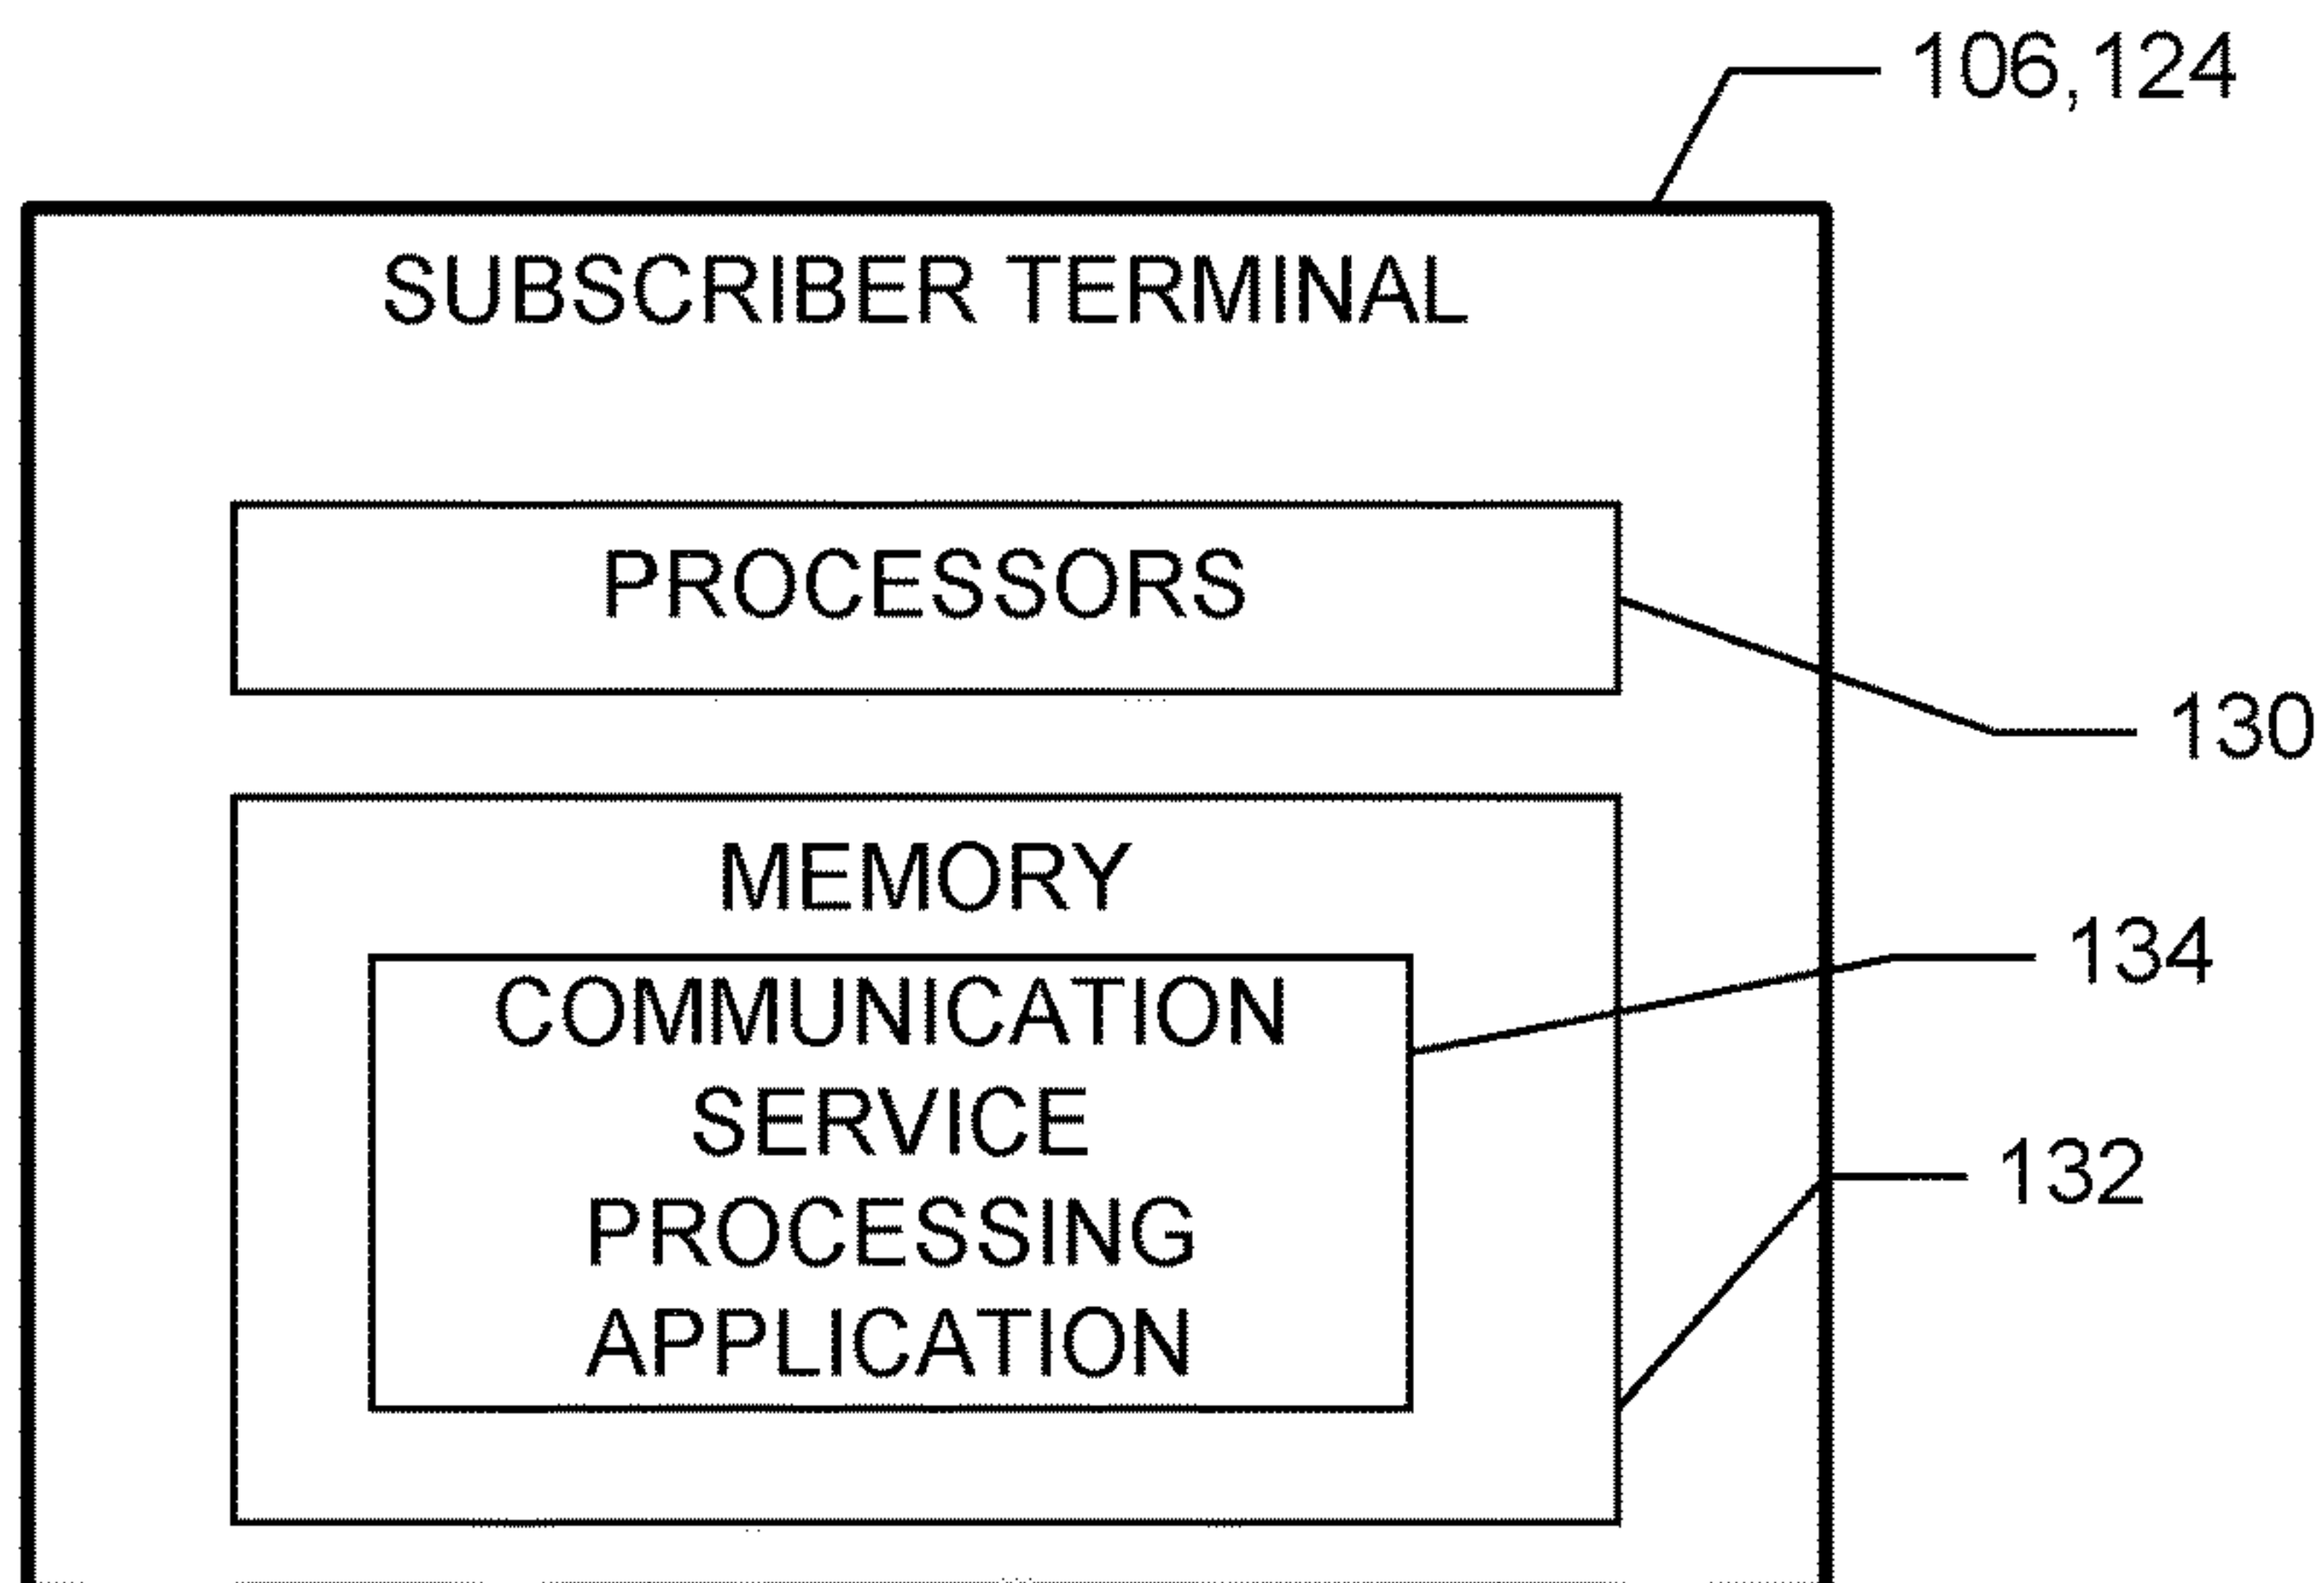 106,124
SUBSCRIBER TERMINAL
PROCESSORS
130
MEMORY
134
COMMUNICATION
SERVICE
132
PROCESSING
APPLICATION